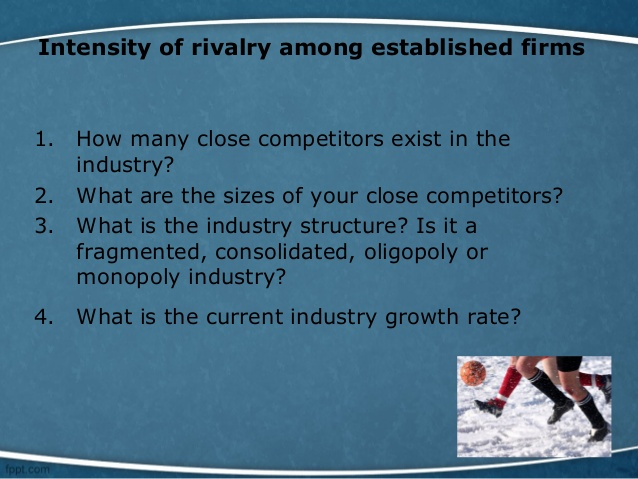 Intensity of rivalry among established firms
1. How many close competitors exist in the
industry?
2. What are the sizes of your close competitors?
3. What is the industry structure? Is it a
fragmented, consolidated, oligopoly or
monopoly industry?
4. What is the current industry growth rate?
fppt.com